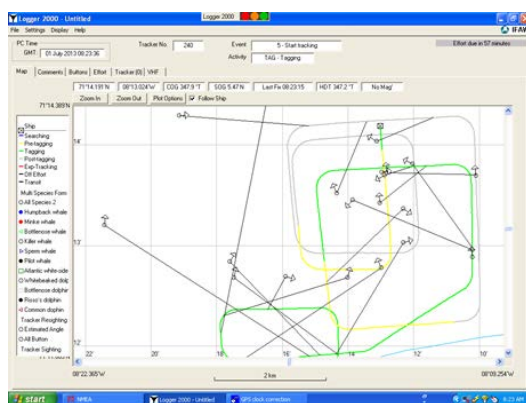 Logger 2000 - Untitled
Logger 2000
File Settings Display Help
IFAW
PC Time
GMT: 01 July 2013 08:23:36
Tracker No. 240
Event 5 - Start tracking
Activity TAG - Tagging
Effort due in 57 minutes
Map Comments Buttons Effort Tracker (0) VHF
71°14.191 N 08°13.024'W COG 347.9 °T SOG 5.47 N Last Fix 08:23:15 HDT 347.2 °T No Mag'
Zoom In Zoom Out Plot Options Follow Ship
71°14.389N
Ship
Searching
Pre-tagging
Tagging
Post-tagging
Exp-Tracking
Off Effort
Transit
Multi Species Form
All Species-2
Humpback whale
Minke whale
Bottlenose whale
Killer whale
Sperm whale
Pilot whale
Atlantic white-side
Whitebeaked dolp
Bottlenose dolphin
Risso's dolphin
Common dophin
Tracker Resighting
Estimated Angle
All Button
Tracker Sighting
14'
13'
12'
22' 20' 18' 16' 14' 12' 10'
08°22.365'W
2 km
08°09.254'W
start NMEA Logger 2000 - Untitled GPS clock correction 8:23 AM